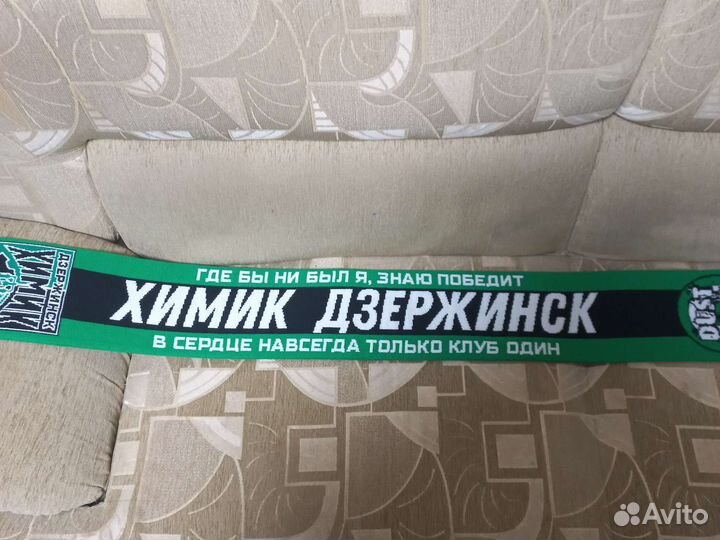 ГДЕ БЫ НИ БЫЛ Я, ЗНАЮ ПОБЕДИТ
ХИМИК ДЗЕРЖИНСК
В СЕРДЦЕ НАВСЕГДА ТОЛЬКО КЛУБ ОДИН
ДЗЕРЖИНСК
ХИМИК
DUST
Avito